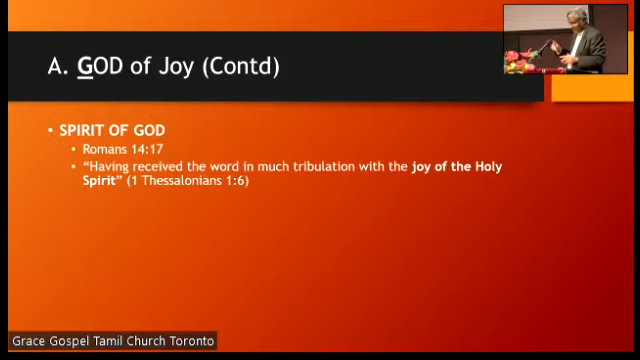 A. GOD of Joy (Contd)
• SPIRIT OF GOD
• Romans 14:17
• “Having received the word in much tribulation with the joy of the Holy
Spirit” (1 Thessalonians 1:6)
Grace Gospel Tamil Church Toronto